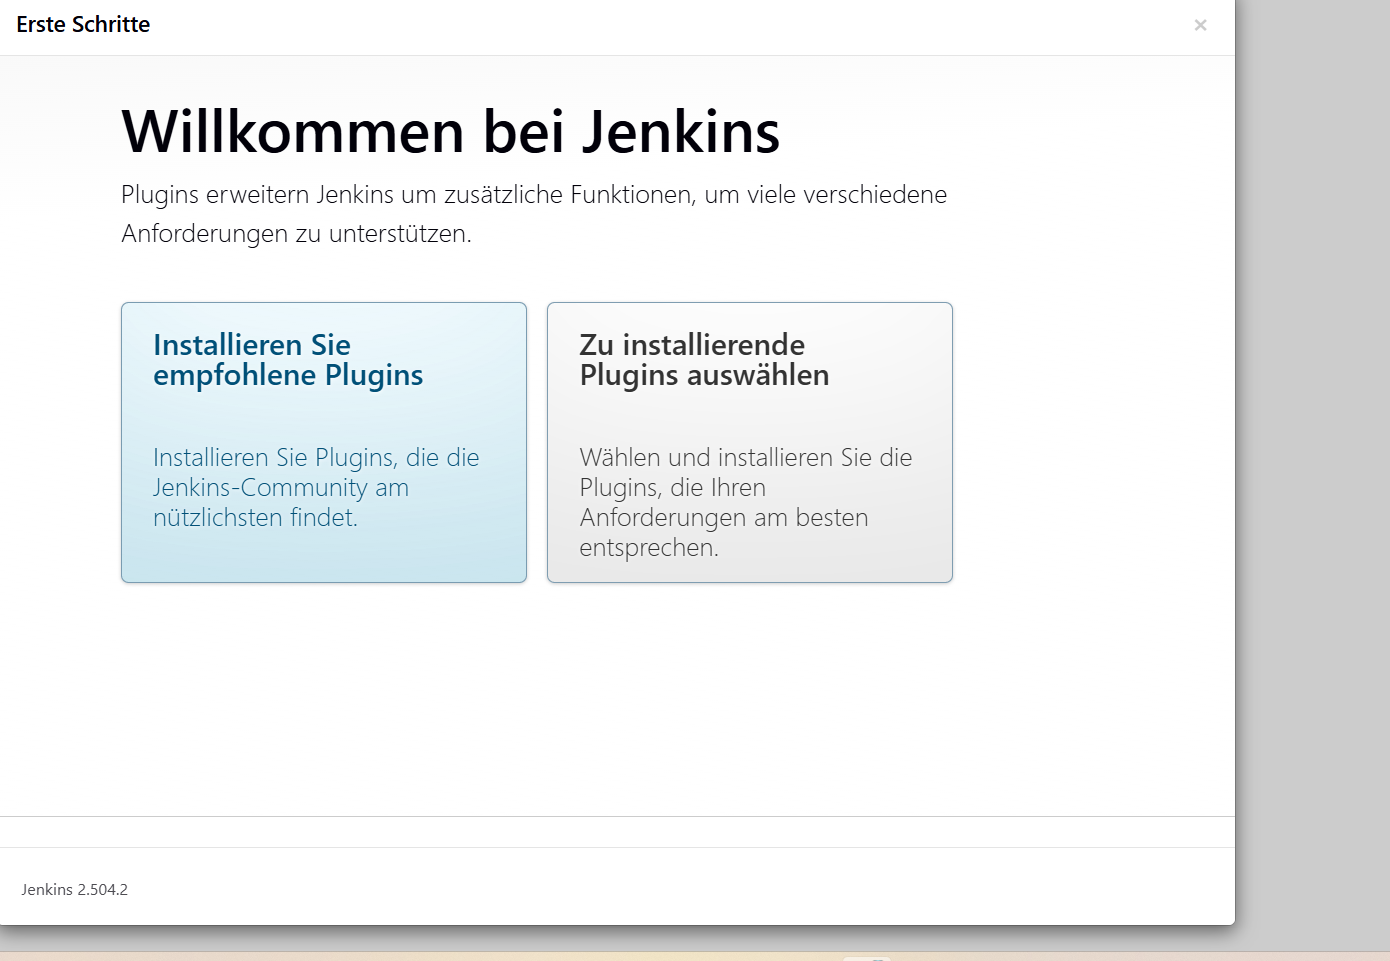 Erste Schritte
×
Willkommen bei Jenkins
Plugins erweitern Jenkins um zusätzliche Funktionen, um viele verschiedene
Anforderungen zu unterstützen.
Installieren Sie
empfohlene Plugins
Installieren Sie Plugins, die die
Jenkins-Community am
nützlichsten findet.
Zu installierende
Plugins auswählen
Wählen und installieren Sie die
Plugins, die Ihren
Anforderungen am besten
entsprechen.
Jenkins 2.504.2